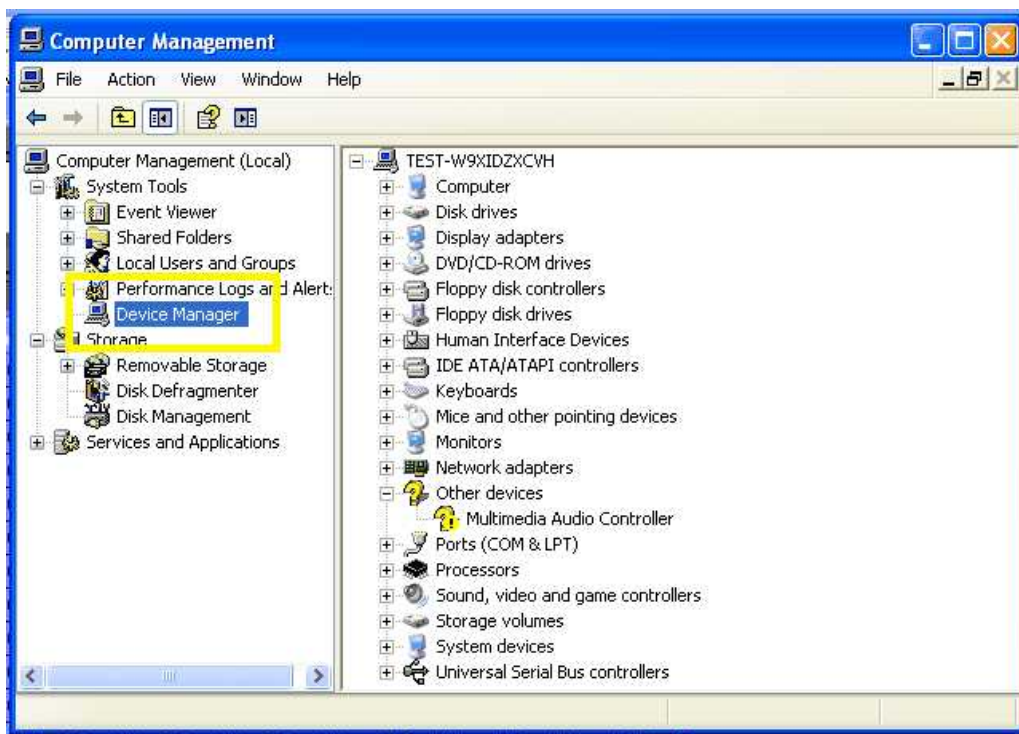 Computer Management
File Action View Window Help
Computer Management (Local)
System Tools
Event Viewer
Shared Folders
Local Users and Groups
Performance Logs and Alert:
Device Manager
Storage
Removable Storage
Disk Defragmenter
Disk Management
Services and Applications
TEST-W9XIDZXCVH
Computer
Disk drives
Display adapters
DVD/CD-ROM drives
Floppy disk controllers
Floppy disk drives
Human Interface Devices
IDE ATA/ATAPI controllers
Keyboards
Mice and other pointing devices
Monitors
Network adapters
Other devices
Multimedia Audio Controller
Ports (COM & LPT)
Processors
Sound, video and game controllers
Storage volumes
System devices
Universal Serial Bus controllers